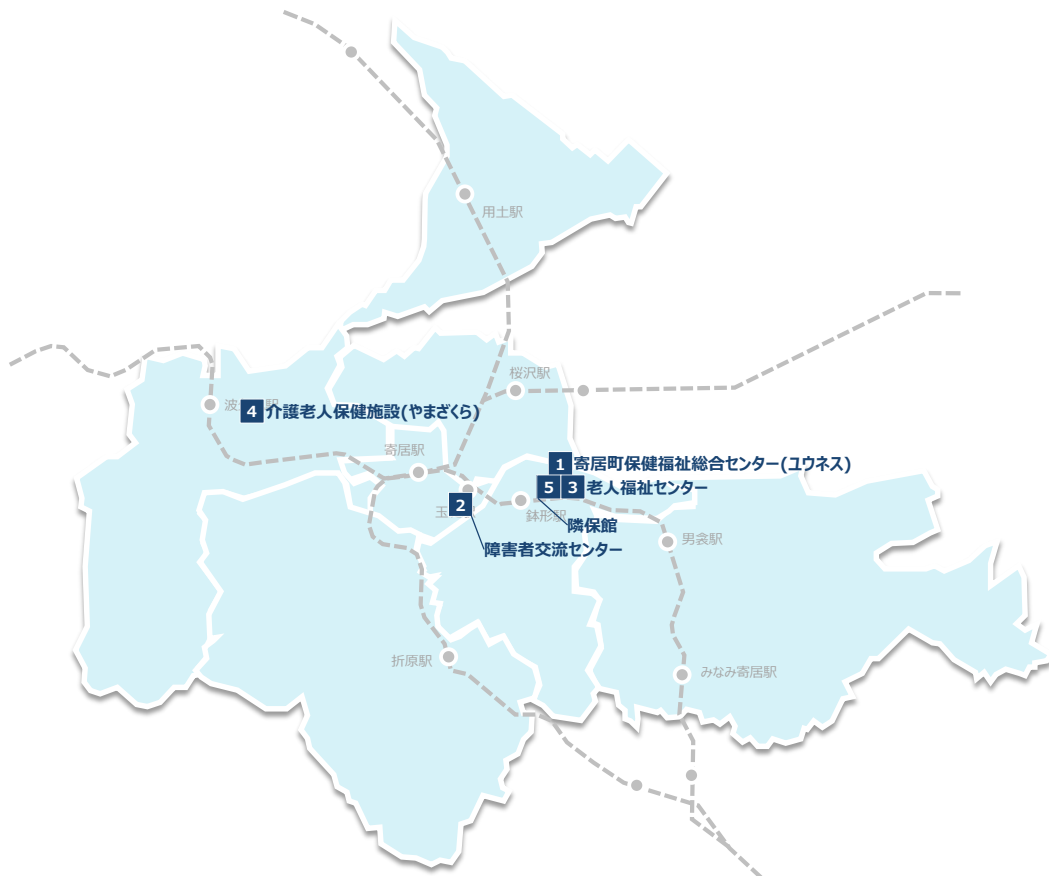 用土駅
桜沢駅
波
駅
4 介護老人保健施設(やまざくら)
寄居駅
1 寄居町保健福祉総合センター(ユウネス)
5 3 老人福祉センター
2
玉
鉢形駅
隣保館
男衾駅
障害者交流センター
折原駅
みなみ寄居駅